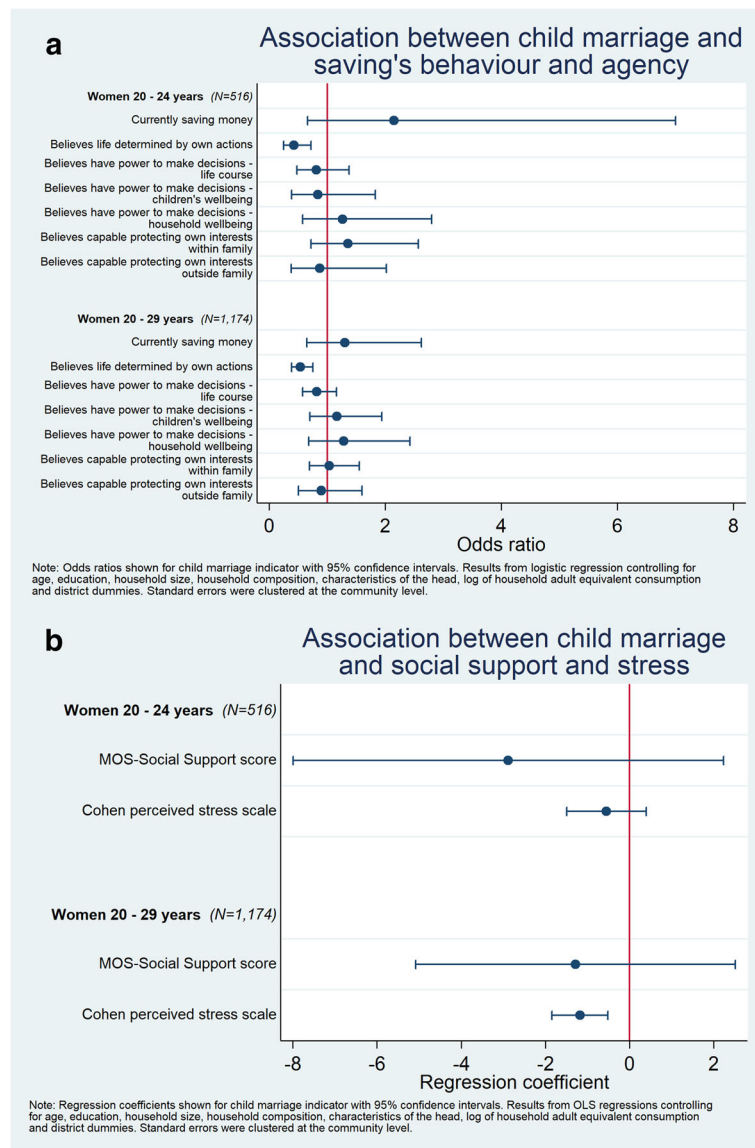 a
Association between child marriage and
saving's behaviour and agency
Women 20 - 24 years (N=516)
Currently saving money
Believes life determined by own actions
Believes have power to make decisions -
life course
Believes have power to make decisions -
children's wellbeing
Believes have power to make decisions -
household wellbeing
Believes capable protecting own interests
within family
Believes capable protecting own interests
outside family
Women 20 - 29 years (N=1,174)
Currently saving money
Believes life determined by own actions
Believes have power to make decisions -
life course
Believes have power to make decisions -
children's wellbeing
Believes have power to make decisions -
household wellbeing
Believes capable protecting own interests
within family
Believes capable protecting own interests
outside family
0 2 4 6 8
Odds ratio
Note: Odds ratios shown for child marriage indicator with 95% confidence intervals. Results from logistic regression controlling for
age, education, household size, household composition, characteristics of the head, log of household adult equivalent consumption
and district dummies. Standard errors were clustered at the community level.
b
Association between child marriage
and social support and stress
Women 20 - 24 years (N=516)
MOS-Social Support score
Cohen perceived stress scale
Women 20 - 29 years (N=1,174)
MOS-Social Support score
Cohen perceived stress scale
-8 -6 -4 -2 0 2
Regression coefficient
Note: Regression coefficients shown for child marriage indicator with 95% confidence intervals. Results from OLS regressions controlling
for age, education, household size, household composition, characteristics of the head, log of household adult equivalent consumption
and district dummies. Standard errors were clustered at the community level.